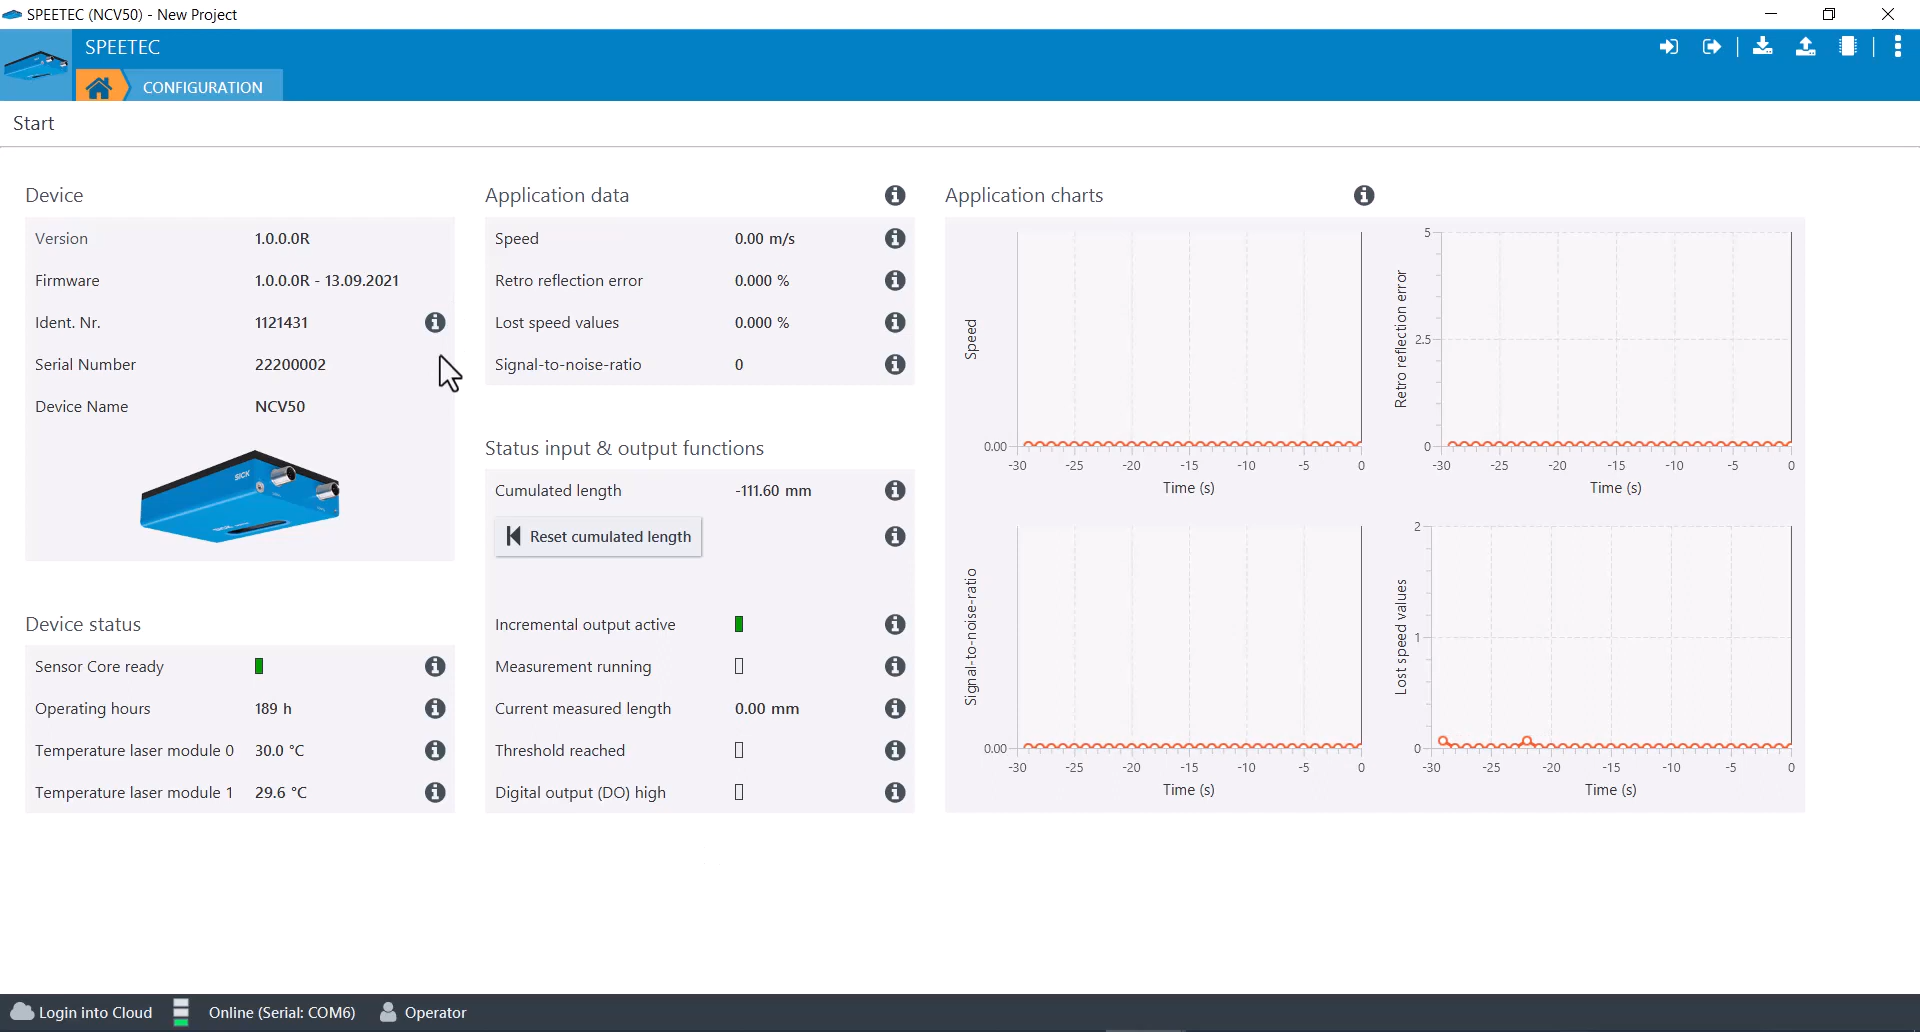 SPEETEC (NCV50) - New Project
SPEETEC
CONFIGURATION
Start
Device
Version 1.0.0.0R
Firmware 1.0.0.0R - 13.09.2021
Ident. Nr. 1121431
Serial Number 22200002
Device Name NCV50
SICK
Device status
Sensor Core ready
Operating hours 189 h
Temperature laser module 0 30.0 °C
Temperature laser module 1 29.6 °C
Application data
Speed 0.00 m/s
Retro reflection error 0.000 %
Lost speed values 0.000 %
Signal-to-noise-ratio 0
Status input & output functions
Cumulated length -111.60 mm
Reset cumulated length
Incremental output active
Measurement running
Current measured length 0.00 mm
Threshold reached
Digital output (DO) high
Application charts
Speed
0.00
-30 -25 -20 -15 -10 -5 0
Time (s)
Retro reflection error
5
2.5
0
-30 -25 -20 -15 -10 -5 0
Time (s)
Signal-to-noise-ratio
0.00
-30 -25 -20 -15 -10 -5 0
Time (s)
Lost speed values
2
1
0
-30 -25 -20 -15 -10 -5 0
Time (s)
Login into Cloud
Online (Serial: COM6)
Operator